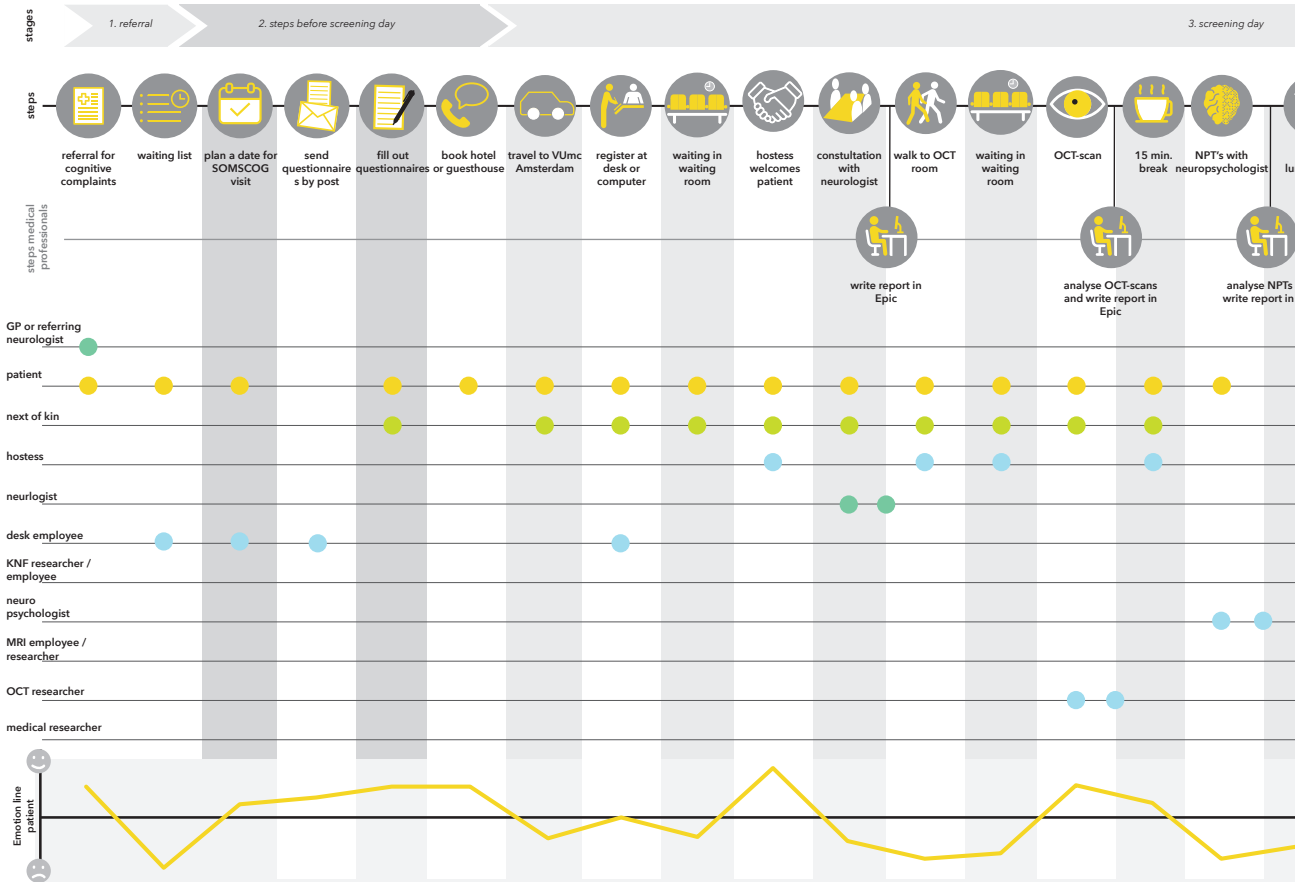 stages
1. referral
2. steps before screening day
3. screening day
steps
referral for
cognitive
complaints
waiting list
plan a date for
SOMSCOG
visit
send
questionnaire
s by post
fill out
questionnaires
book hotel
or guesthouse
travel to VUmc
Amsterdam
register at
desk or
computer
waiting in
waiting
room
hostess
welcomes
patient
constultation
with
neurologist
walk to OCT
room
waiting in
waiting
room
OCT-scan
15 min.
break
NPT's with
neuropsychologist
steps medical
professionals
write report in
Epic
analyse OCT-scans
and write report in
Epic
analyse NPTs
write report in
GP or referring
neurologist
patient
next of kin
hostess
neurlogist
desk employee
KNF researcher /
employee
neuro
psychologist
MRI employee /
researcher
OCT researcher
medical researcher
Emotion line
patient